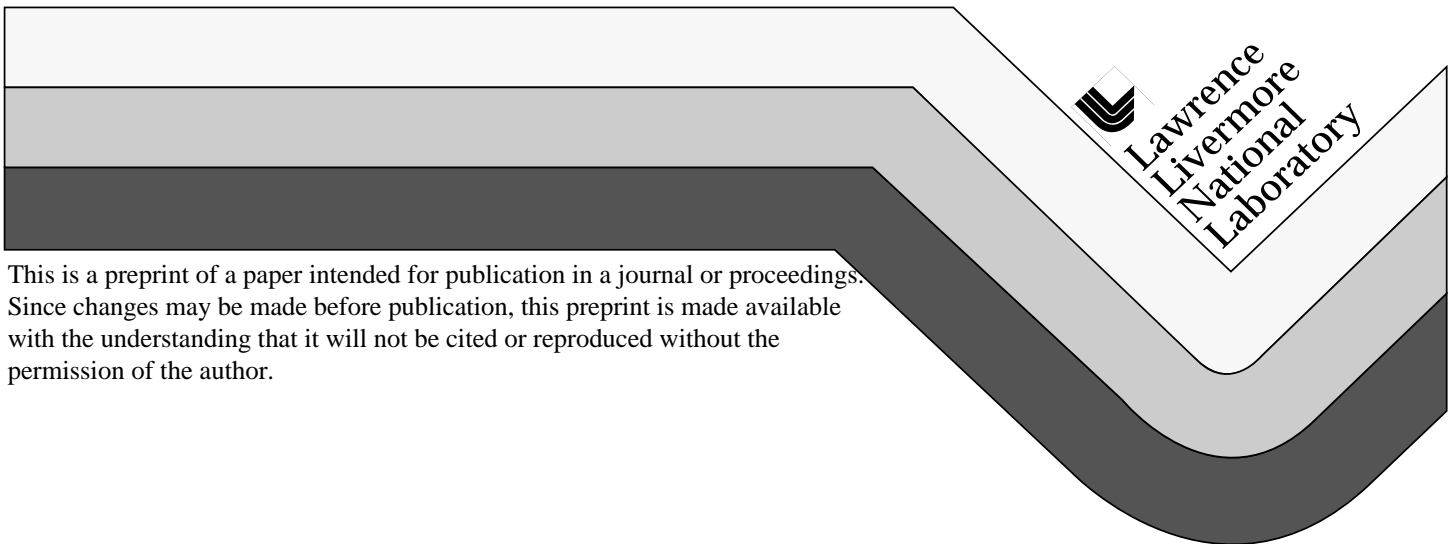 Lawrence
Livermore
National
Laboratory
This is a preprint of a paper intended for publication in a journal or proceedings.
Since changes may be made before publication, this preprint is made available
with the understanding that it will not be cited or reproduced without the
permission of the author.